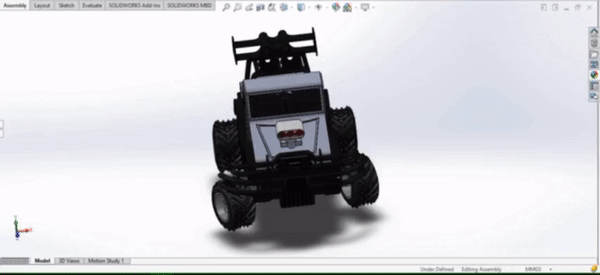 Assembly Layout Sketch Evaluate SOLIDWORKS Add-Ins SOLIDWORKS MBD
Model 3D Views Motion Study 1
Under Defined Editing Assembly MMGS